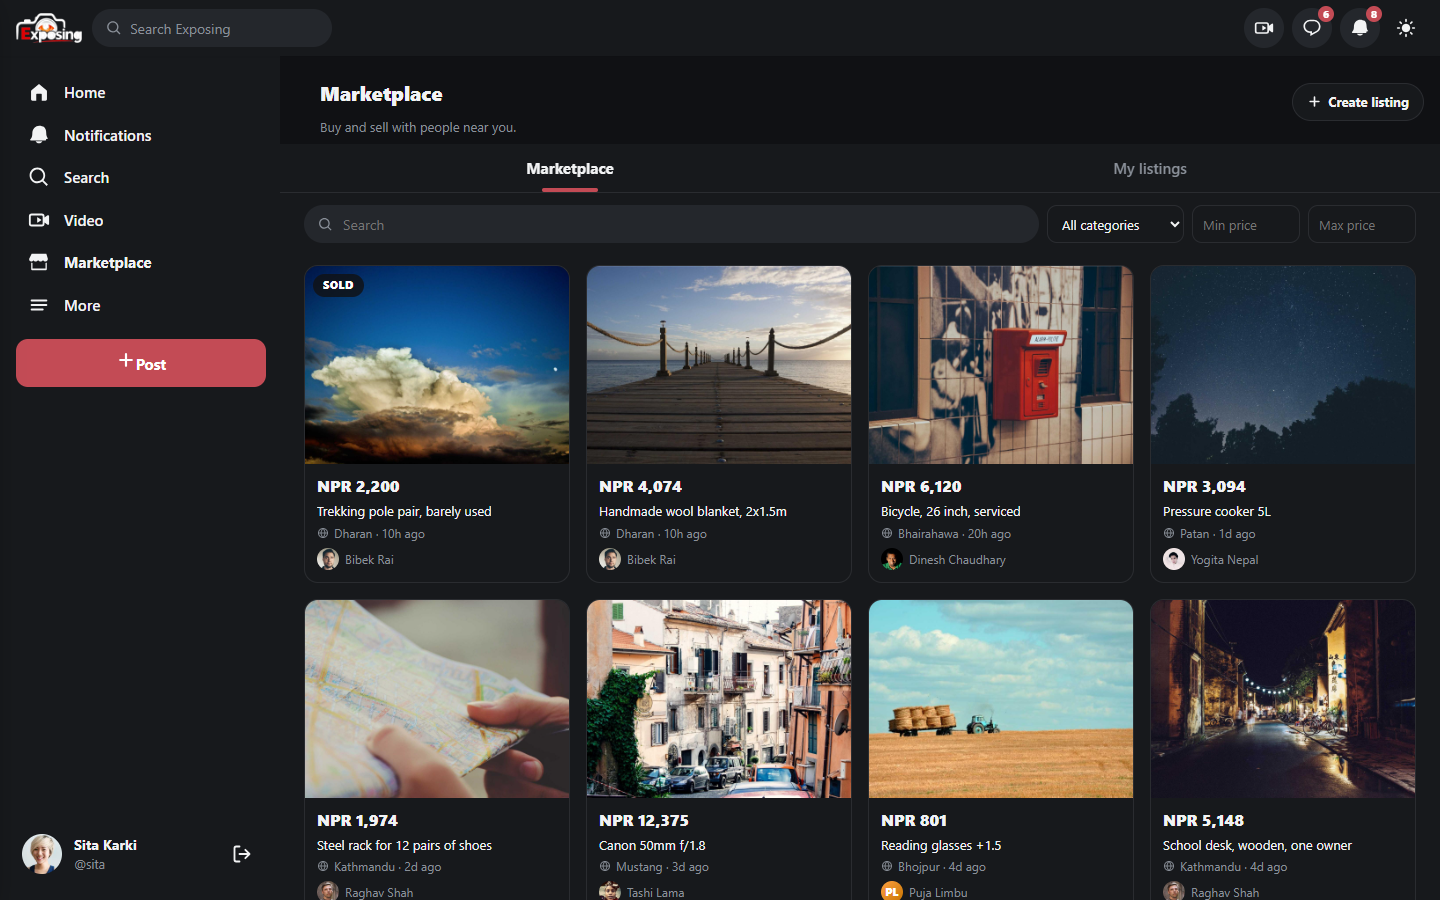 Exposing
Search Exposing
6
8
Home
Notifications
Search
Video
Marketplace
More
+ Post
Sita Karki
@sita
Marketplace
Buy and sell with people near you.
+ Create listing
Marketplace
My listings
Search
All categories
Min price
Max price
SOLD
NPR 2,200
Trekking pole pair, barely used
Dharan · 10h ago
Bibek Rai
NPR 4,074
Handmade wool blanket, 2x1.5m
Dharan · 10h ago
Bibek Rai
NPR 6,120
Bicycle, 26 inch, serviced
Bhairahawa · 20h ago
Dinesh Chaudhary
NPR 3,094
Pressure cooker 5L
Patan · 1d ago
Yogita Nepal
NPR 1,974
Steel rack for 12 pairs of shoes
Kathmandu · 2d ago
Raghav Shah
NPR 12,375
Canon 50mm f/1.8
Mustang · 3d ago
Tashi Lama
NPR 801
Reading glasses +1.5
Bhojpur · 4d ago
PL
Puja Limbu
NPR 5,148
School desk, wooden, one owner
Kathmandu · 4d ago
Raghav Shah